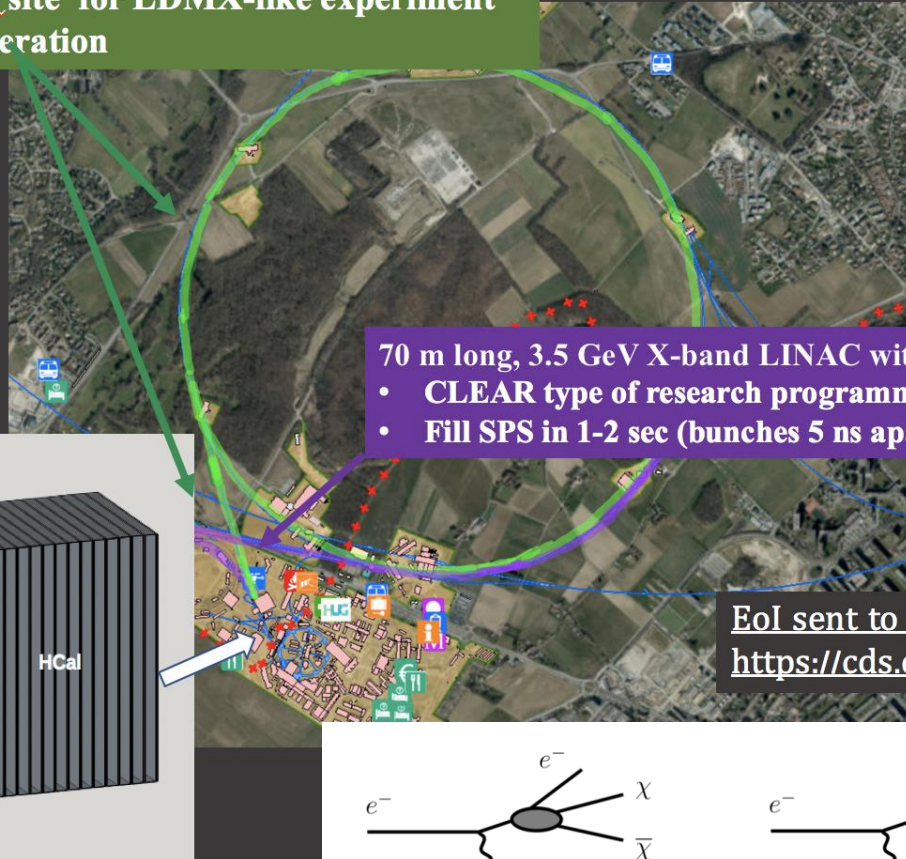 site for LDMX-like experiment
eration
70 m long, 3.5 GeV X-band LINAC wit
• CLEAR type of research programm
• Fill SPS in 1-2 sec (bunches 5 ns ap
HUG
HCal
EoI sent to
https://cds.
e⁻
e⁻ χ e⁻
χ̅